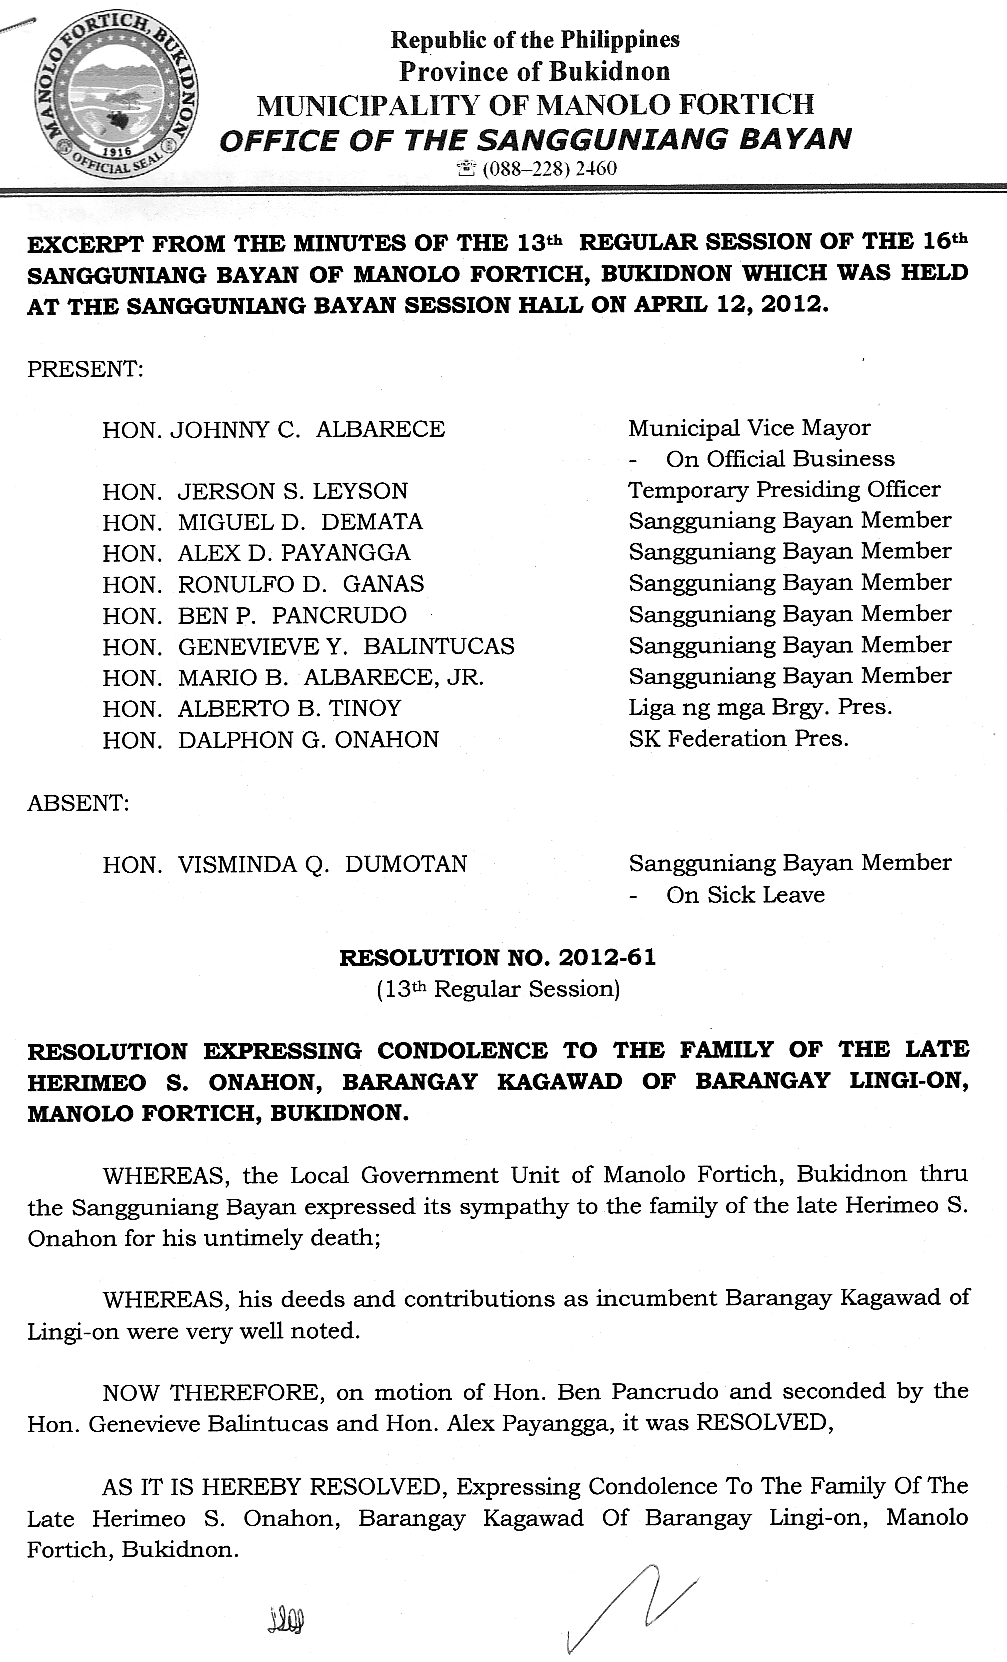 MANOLO FORTICH, BUKIDNON
1916
OFFICIAL SEAL
Republic of the Philippines
Province of Bukidnon
MUNICIPALITY OF MANOLO FORTICH
OFFICE OF THE SANGGUNIANG BAYAN
☏ (088–228) 2460
EXCERPT FROM THE MINUTES OF THE 13th REGULAR SESSION OF THE 16th
SANGGUNIANG BAYAN OF MANOLO FORTICH, BUKIDNON WHICH WAS HELD
AT THE SANGGUNIANG BAYAN SESSION HALL ON APRIL 12, 2012.
PRESENT:
HON. JOHNNY C. ALBARECE Municipal Vice Mayor
- On Official Business
HON. JERSON S. LEYSON Temporary Presiding Officer
HON. MIGUEL D. DEMATA Sangguniang Bayan Member
HON. ALEX D. PAYANGGA Sangguniang Bayan Member
HON. RONULFO D. GANAS Sangguniang Bayan Member
HON. BEN P. PANCRUDO Sangguniang Bayan Member
HON. GENEVIEVE Y. BALINTUCAS Sangguniang Bayan Member
HON. MARIO B. ALBARECE, JR. Sangguniang Bayan Member
HON. ALBERTO B. TINOY Liga ng mga Brgy. Pres.
HON. DALPHON G. ONAHON SK Federation Pres.
ABSENT:
HON. VISMINDA Q. DUMOTAN Sangguniang Bayan Member
- On Sick Leave
RESOLUTION NO. 2012-61
(13th Regular Session)
RESOLUTION EXPRESSING CONDOLENCE TO THE FAMILY OF THE LATE
HERIMEO S. ONAHON, BARANGAY KAGAWAD OF BARANGAY LINGI-ON,
MANOLO FORTICH, BUKIDNON.
WHEREAS, the Local Government Unit of Manolo Fortich, Bukidnon thru
the Sangguniang Bayan expressed its sympathy to the family of the late Herimeo S.
Onahon for his untimely death;
WHEREAS, his deeds and contributions as incumbent Barangay Kagawad of
Lingi-on were very well noted.
NOW THEREFORE, on motion of Hon. Ben Pancrudo and seconded by the
Hon. Genevieve Balintucas and Hon. Alex Payangga, it was RESOLVED,
AS IT IS HEREBY RESOLVED, Expressing Condolence To The Family Of The
Late Herimeo S. Onahon, Barangay Kagawad Of Barangay Lingi-on, Manolo
Fortich, Bukidnon.